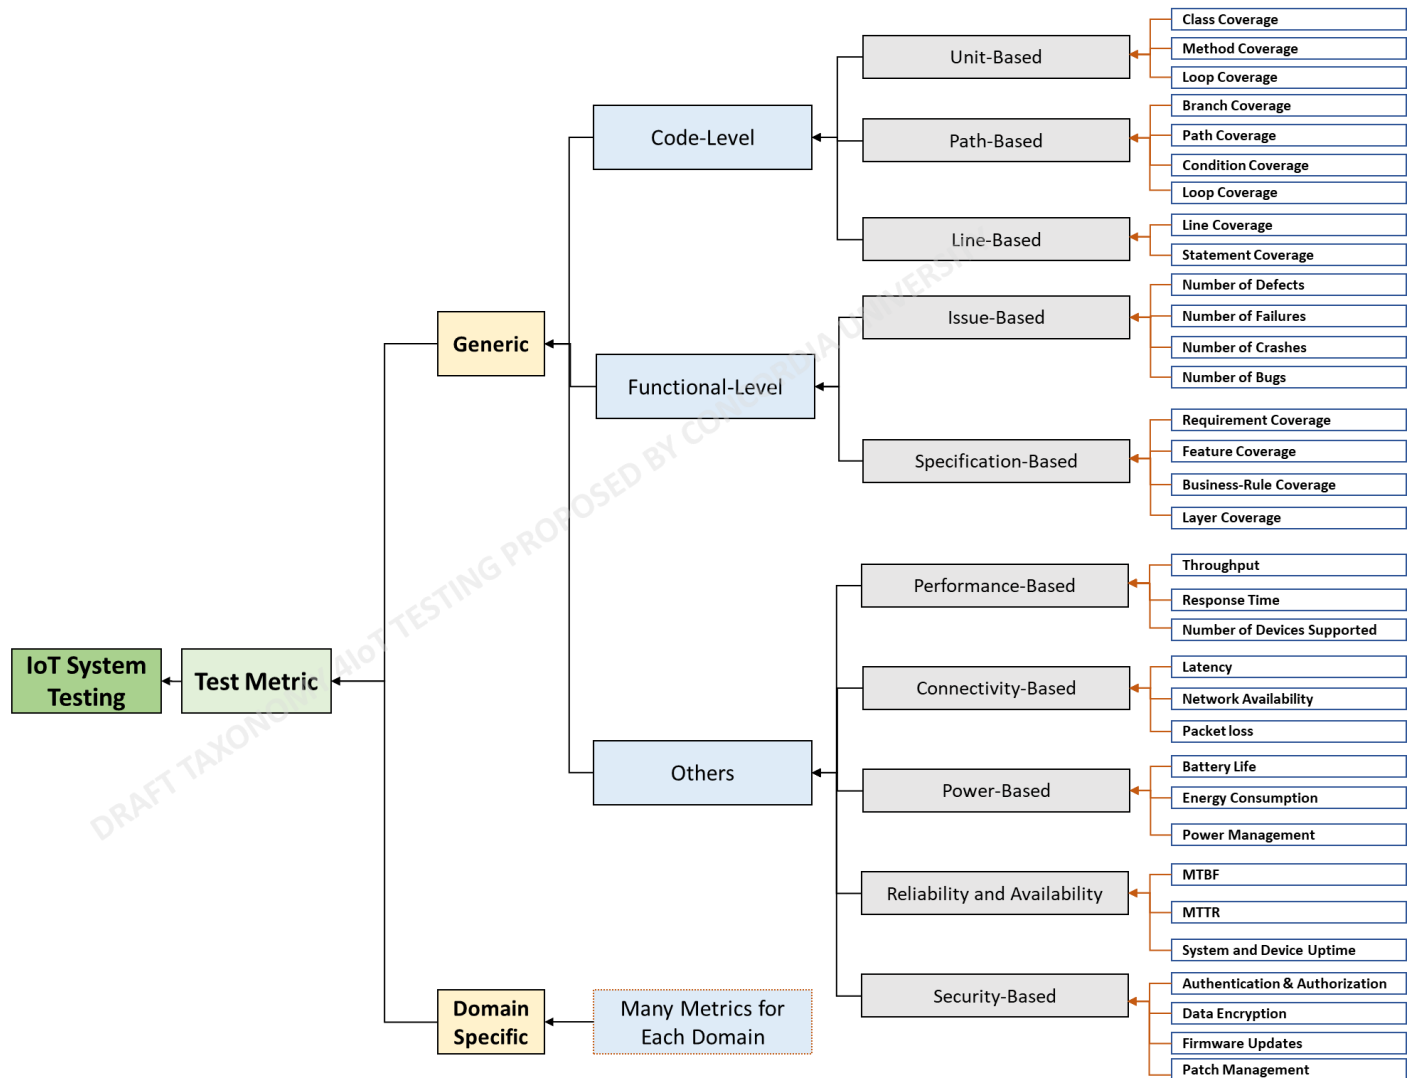 Class Coverage
Unit-Based
Method Coverage
Loop Coverage
Branch Coverage
Code-Level
Path-Based
Path Coverage
Condition Coverage
Loop Coverage
Line Coverage
Line-Based
Statement Coverage
Number of Defects
Issue-Based
Number of Failures
Generic
Number of Crashes
Number of Bugs
Functional-Level
Requirement Coverage
Specification-Based
Feature Coverage
Business-Rule Coverage
Layer Coverage
Throughput
Performance-Based
Response Time
Number of Devices Supported
IoT System
Testing
Test Metric
Latency
Connectivity-Based
Network Availability
Packet loss
Others
Battery Life
Power-Based
Energy Consumption
Power Management
MTBF
Reliability and Availability
MTTR
System and Device Uptime
Authentication & Authorization
Security-Based
Data Encryption
Domain
Specific
Many Metrics for
Each Domain
Firmware Updates
Patch Management
DRAFT TAXONOMY 4IoT TESTING PROPOSED BY CONCORDIA UNIVERSITY